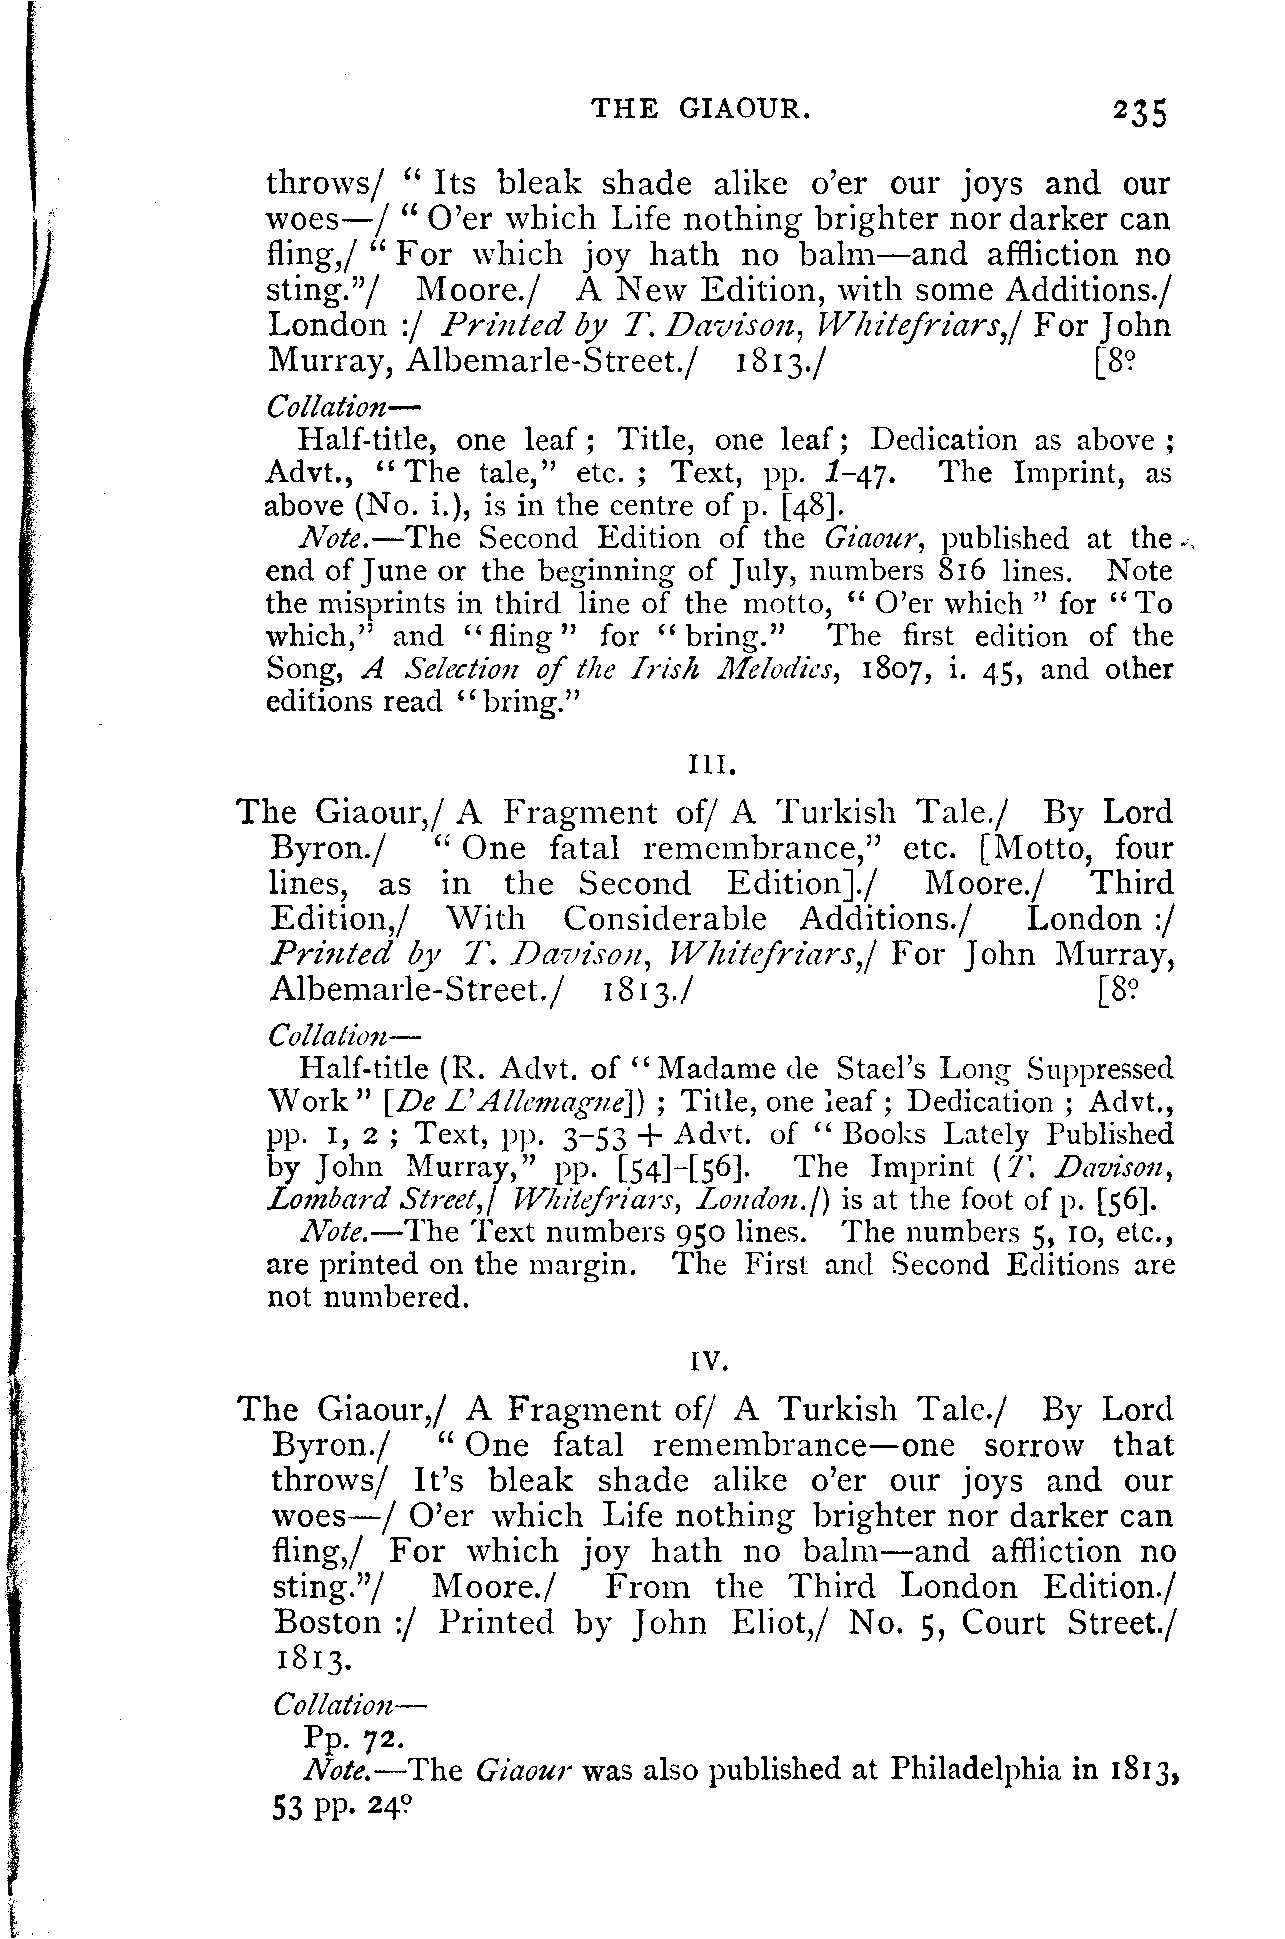 THE GIAOUR. 235
throws/ “ Its bleak shade alike o’er our joys and our
woes—/ “ O’er which Life nothing brighter nor darker can
fling,/ “ For which joy hath no balm—and affliction no
sting.”/ Moore./ A New Edition, with some Additions./
London :/ Printed by T. Davison, Whitefriars,/ For John
Murray, Albemarle-Street./ 1813./ [8º
Collation—
Half-title, one leaf ; Title, one leaf ; Dedication as above ;
Advt., “ The tale,” etc. ; Text, pp. 1–47. The Imprint, as
above (No. i.), is in the centre of p. [48].
Note.—The Second Edition of the Giaour, published at the
end of June or the beginning of July, numbers 816 lines. Note
the misprints in third line of the motto, “ O’er which ” for “ To
which,” and “ fling ” for “ bring.” The first edition of the
Song, A Selection of the Irish Melodies, 1807, i. 45, and other
editions read “ bring.”
III.
The Giaour,/ A Fragment of/ A Turkish Tale./ By Lord
Byron./ “ One fatal remembrance,” etc. [Motto, four
lines, as in the Second Edition]./ Moore./ Third
Edition,/ With Considerable Additions./ London :/
Printed by T. Davison, Whitefriars,/ For John Murray,
Albemarle-Street./ 1813./ [8º
Collation—
Half-title (R. Advt. of “ Madame de Stael’s Long Suppressed
Work ” [De L’Allemagne]) ; Title, one leaf ; Dedication ; Advt.,
pp. 1, 2 ; Text, pp. 3–53 + Advt. of “ Books Lately Published
by John Murray,” pp. [54]–[56]. The Imprint (T. Davison,
Lombard Street,/ Whitefriars, London./) is at the foot of p. [56].
Note.—The Text numbers 950 lines. The numbers 5, 10, etc.,
are printed on the margin. The First and Second Editions are
not numbered.
IV.
The Giaour,/ A Fragment of/ A Turkish Tale./ By Lord
Byron./ “ One fatal remembrance—one sorrow that
throws/ It’s bleak shade alike o’er our joys and our
woes—/ O’er which Life nothing brighter nor darker can
fling,/ For which joy hath no balm—and affliction no
sting.”/ Moore./ From the Third London Edition./
Boston :/ Printed by John Eliot,/ No. 5, Court Street./
1813.
Collation—
Pp. 72.
Note.—The Giaour was also published at Philadelphia in 1813,
53 pp. 24º